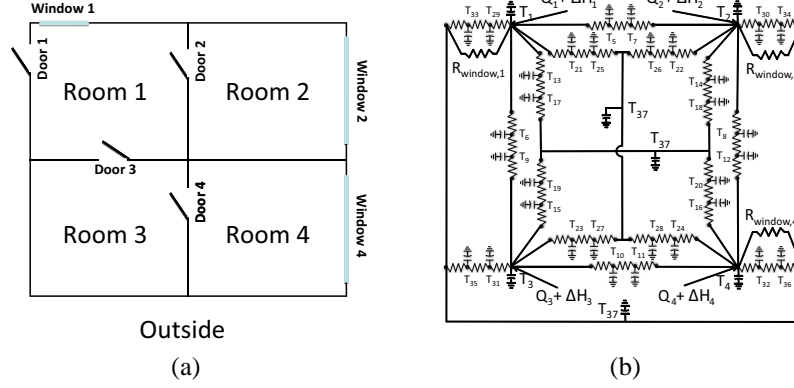 Window 1
Door 1
Door 2
Room 1
Room 2
Window 2
Door 3
Door 4
Room 3
Room 4
Window 4
Outside
(a)
Q1+ ΔH1
Q2+ ΔH2
T33
T29
T1
T5
T7
T2
T30
T34
Rwindow,1
T21
T25
T26
T22
Rwindow,
T13
T14
T17
T18
T37
T6
T8
T37
T9
T12
T19
T20
T15
T16
Rwindow,4
T23
T27
T28
T24
T10
T11
T35
T31
T3
T4
T32
T36
Q3+ ΔH3
Q4+ ΔH4
T37
(b)